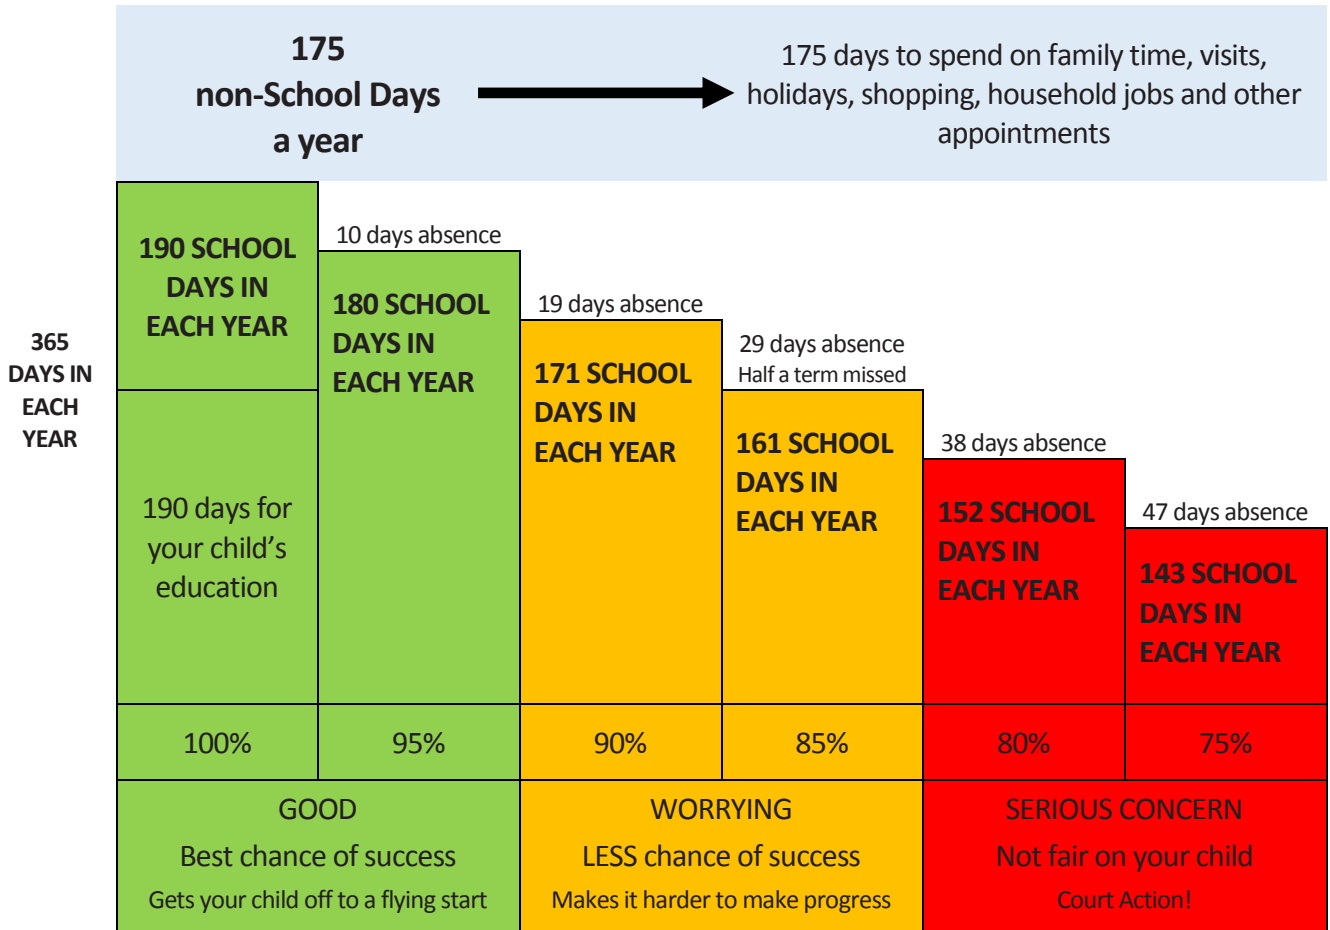 175
non-School Days
a year
175 days to spend on family time, visits,
holidays, shopping, household jobs and other
appointments
365
DAYS IN
EACH
YEAR
190 SCHOOL
DAYS IN
EACH YEAR
190 days for
your child’s
education
10 days absence
180 SCHOOL
DAYS IN
EACH YEAR
19 days absence
171 SCHOOL
DAYS IN
EACH YEAR
29 days absence
Half a term missed
161 SCHOOL
DAYS IN
EACH YEAR
38 days absence
152 SCHOOL
DAYS IN
EACH YEAR
47 days absence
143 SCHOOL
DAYS IN
EACH YEAR
100%
95%
90%
85%
80%
75%
GOOD
Best chance of success
Gets your child off to a flying start
WORRYING
LESS chance of success
Makes it harder to make progress
SERIOUS CONCERN
Not fair on your child
Court Action!